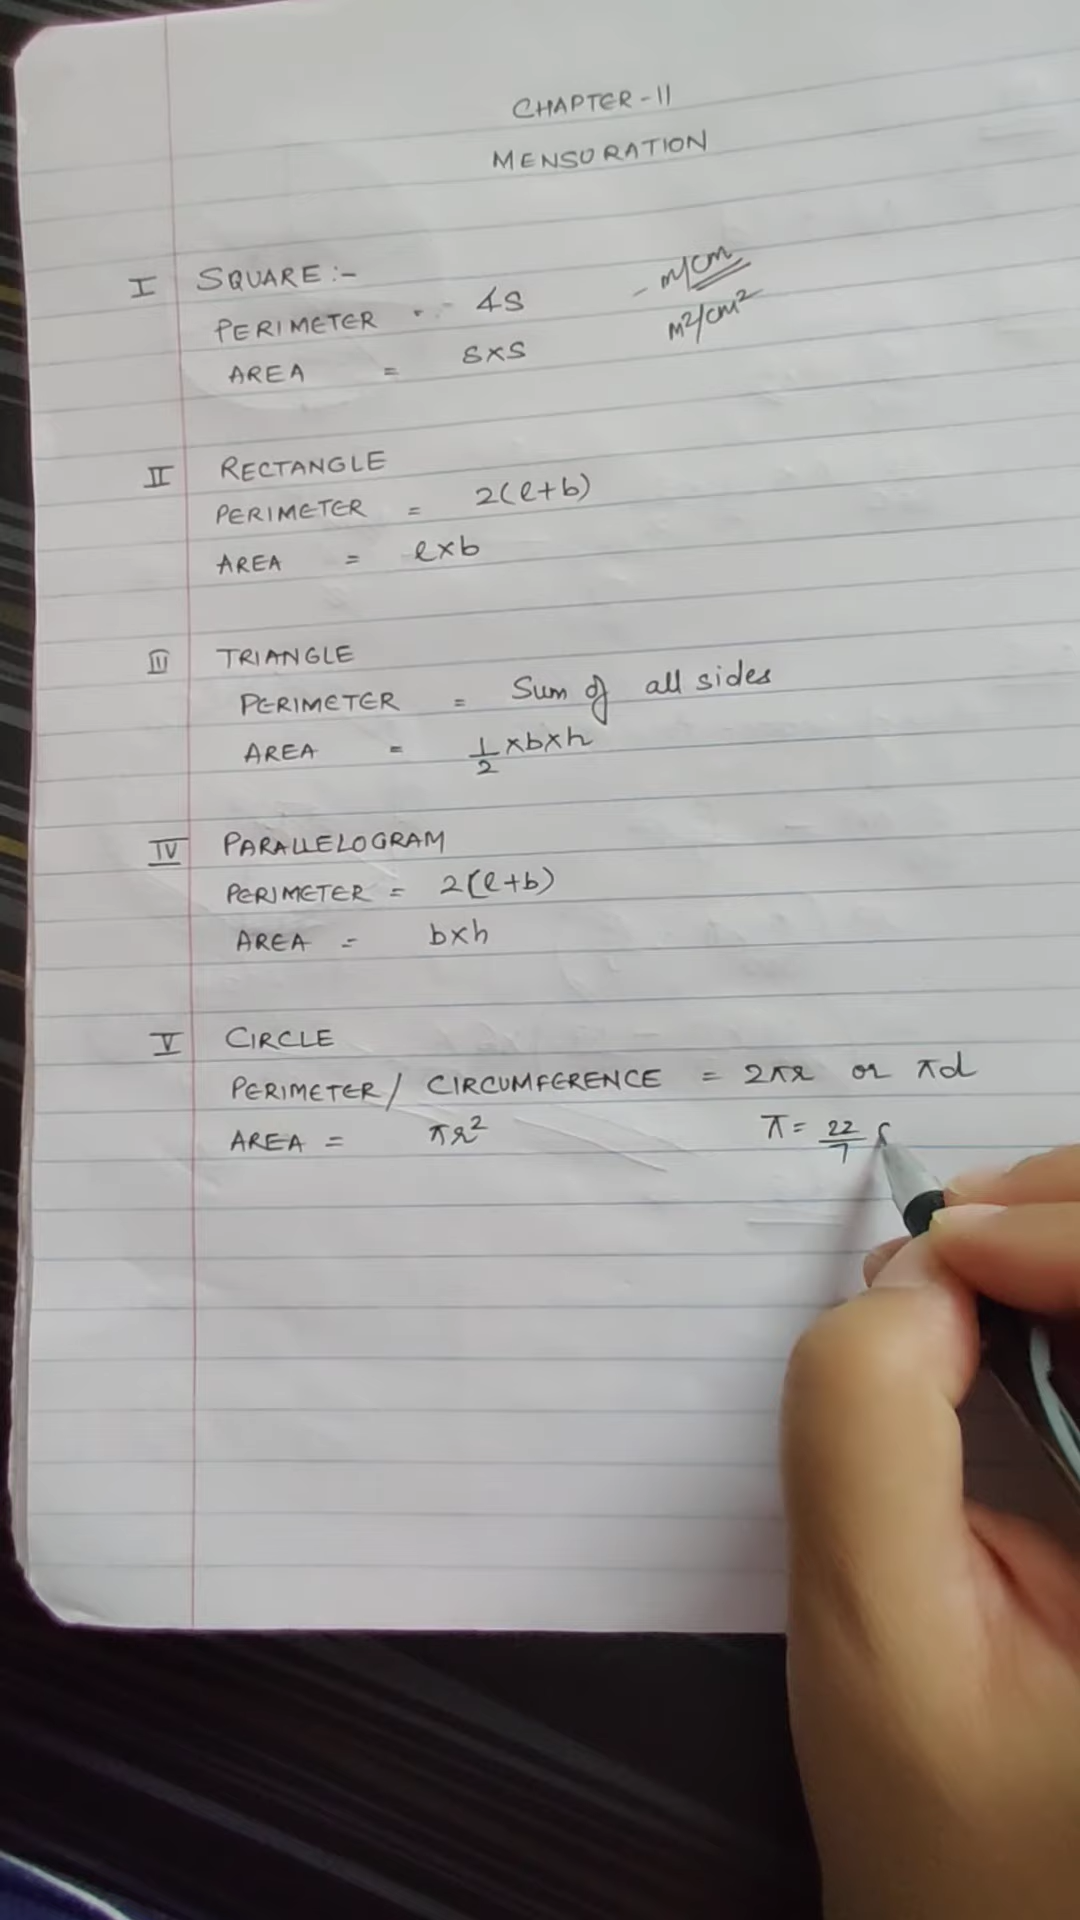 CHAPTER-11
MENSURATION
I SQUARE:-
PERIMETER = 4S - m/cm
AREA = S×S m²/cm²
II RECTANGLE
PERIMETER = 2(l+b)
AREA = l×b
III TRIANGLE
PERIMETER = Sum of all sides
AREA = 1/2 ×b×h
IV PARALLELOGRAM
PERIMETER = 2(l+b)
AREA = b×h
V CIRCLE
PERIMETER/ CIRCUMFERENCE = 2πr or πd
AREA = πr² π = 22/7